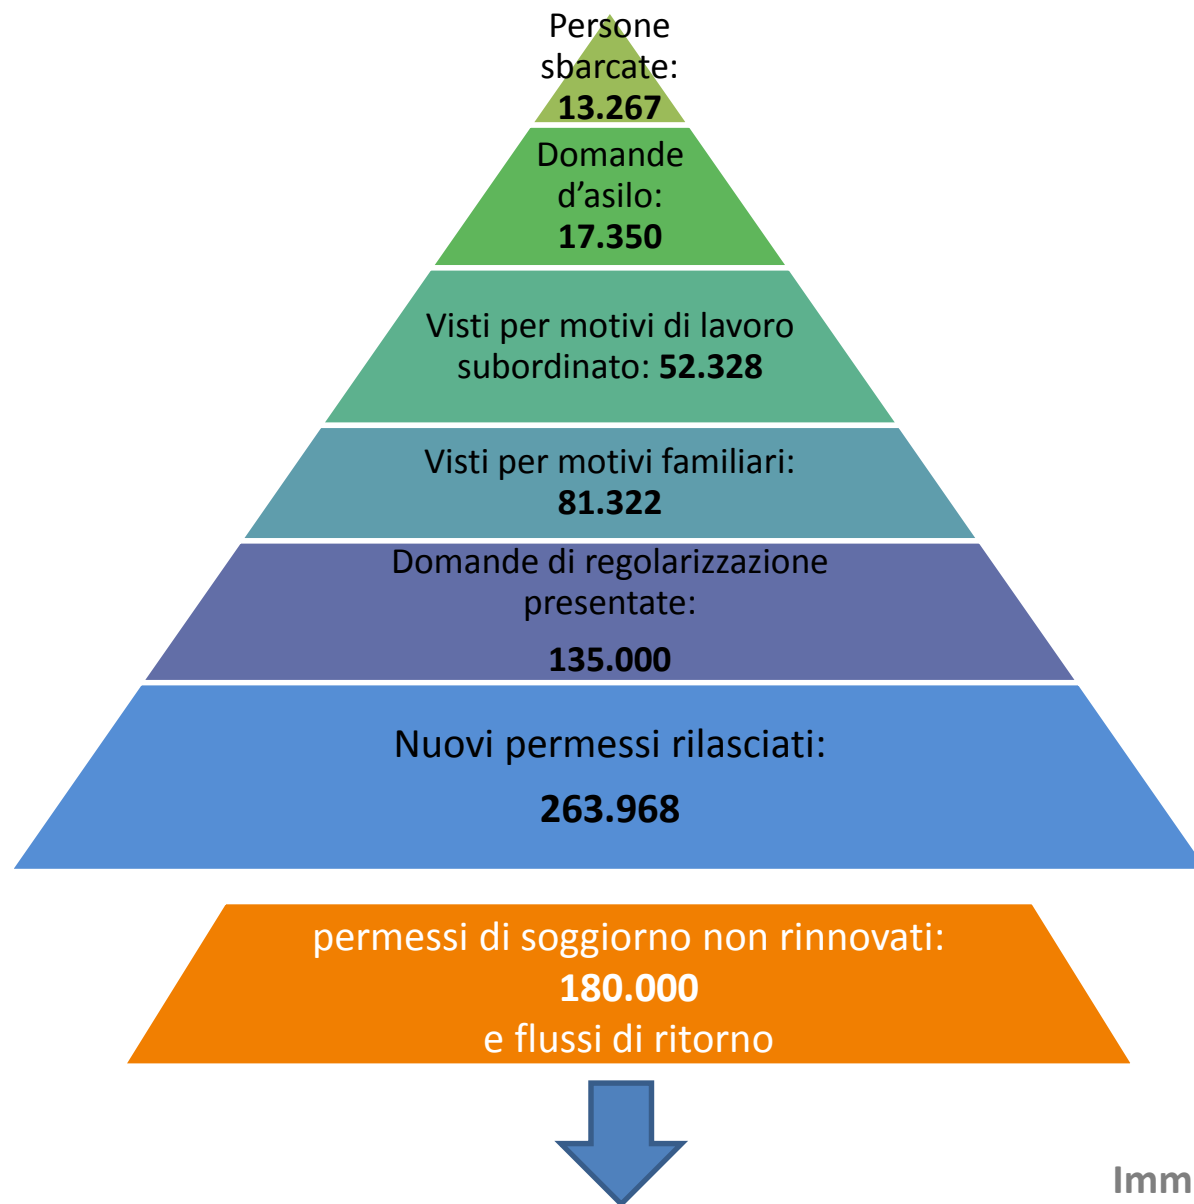 Persone
sbarcate:
13.267
Domande
d’asilo:
17.350
Visti per motivi di lavoro
subordinato: 52.328
Visti per motivi familiari:
81.322
Domande di regolarizzazione
presentate:
135.000
Nuovi permessi rilasciati:
263.968
permessi di soggiorno non rinnovati:
180.000
e flussi di ritorno
Imm